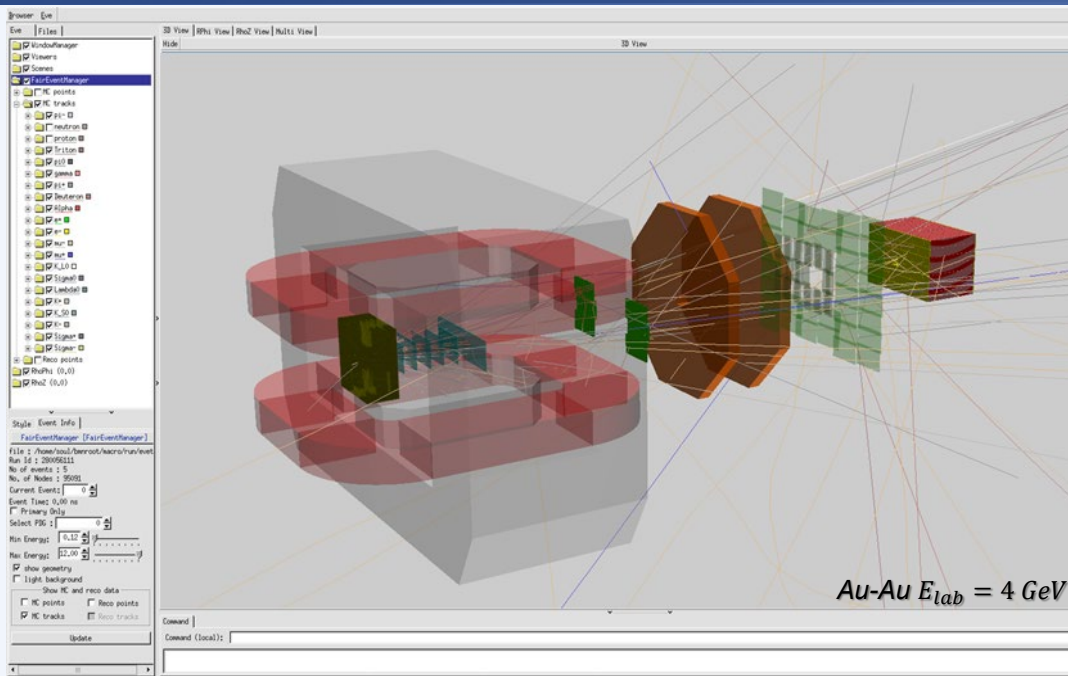 Browser Eve
Eve Files
WindowManager
Viewers
Scenes
FairEventManager
MC points
MC tracks
pi-
neutron
proton
Triton
pi0
gamma
pi+
Deuteron
Alpha
e+
e-
mu-
mu+
K_L0
Sigma0
Lambda0
K+
K_S0
K-
Sigma+
Sigma-
Reco points
RhoPhi (0,0)
RhoZ (0,0)
Style Event Info
FairEventManager [FairEventManager]
file : /home/soul/bmnroot/macro/run/evet
Run Id : 280056111
No of events : 5
No. of Nodes : 95091
Current Event: 0
Event Time: 0.00 ns
Primary Only
Select PDG : 0
Min Energy: 0.12
Max Energy: 12.00
show geometry
light background
Show MC and reco data
MC points Reco points
MC tracks Reco tracks
Update
3D View RPhi View RhoZ View Multi View
Hide 3D View
Au-Au E_lab = 4 GeV
Command
Command (local):